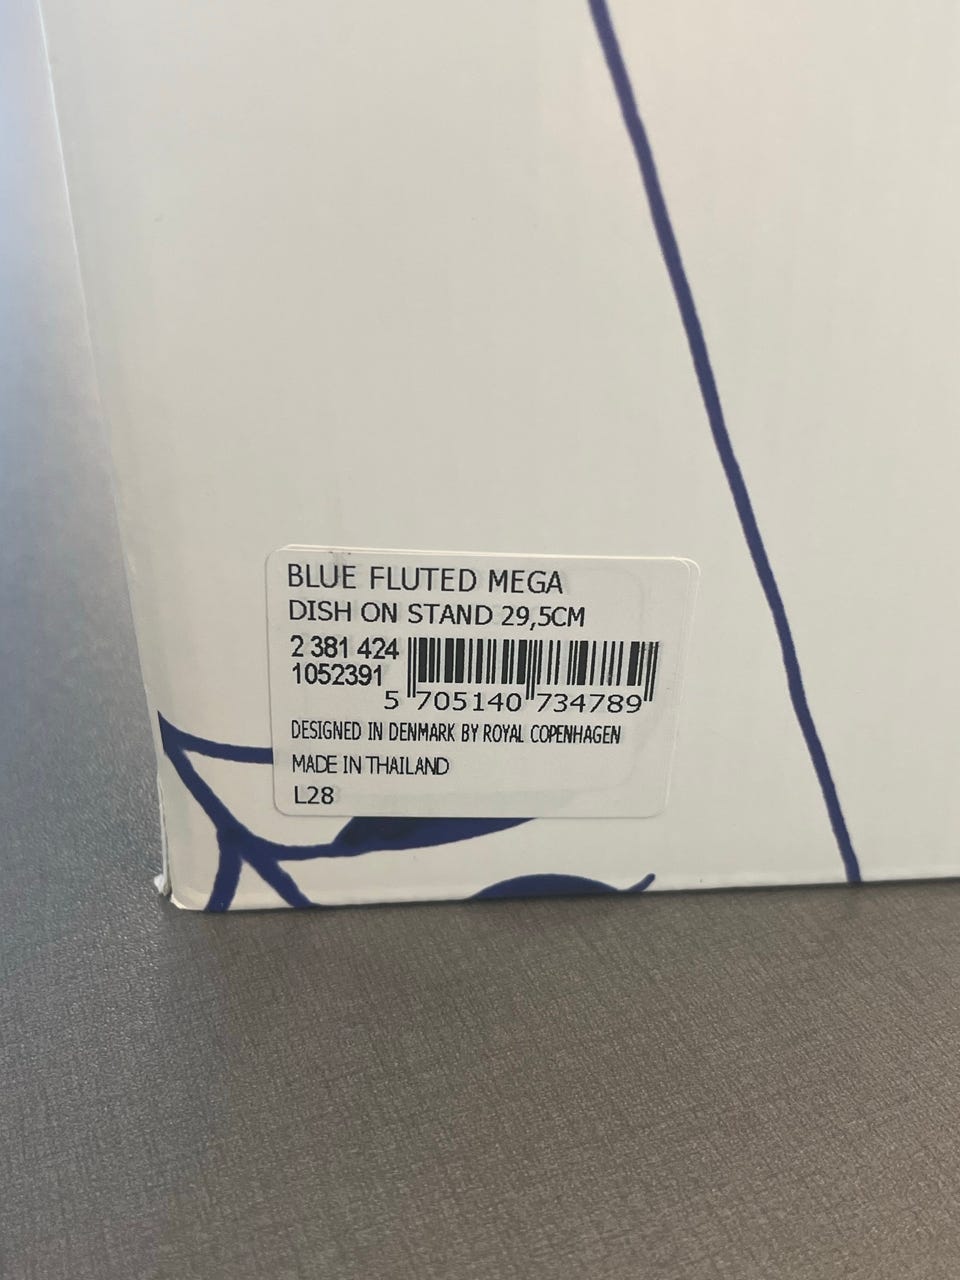 BLUE FLUTED MEGA
DISH ON STAND 29,5CM
2 381 424
1052391
5 705140 734789
DESIGNED IN DENMARK BY ROYAL COPENHAGEN
MADE IN THAILAND
L28